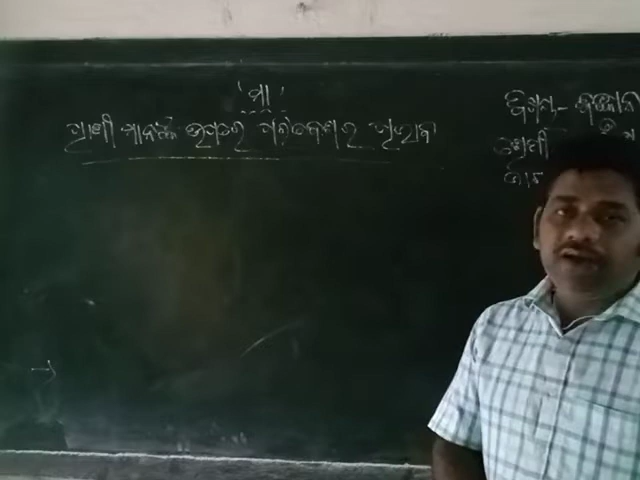 'ମା'
ପ୍ରାଣୀ ମାନଙ୍କ ଉପରେ ପରିବେଶର ପ୍ରଭାବ
ବିଷୟ - ବିଜ୍ଞାନ
ଶ୍ରେଣୀ